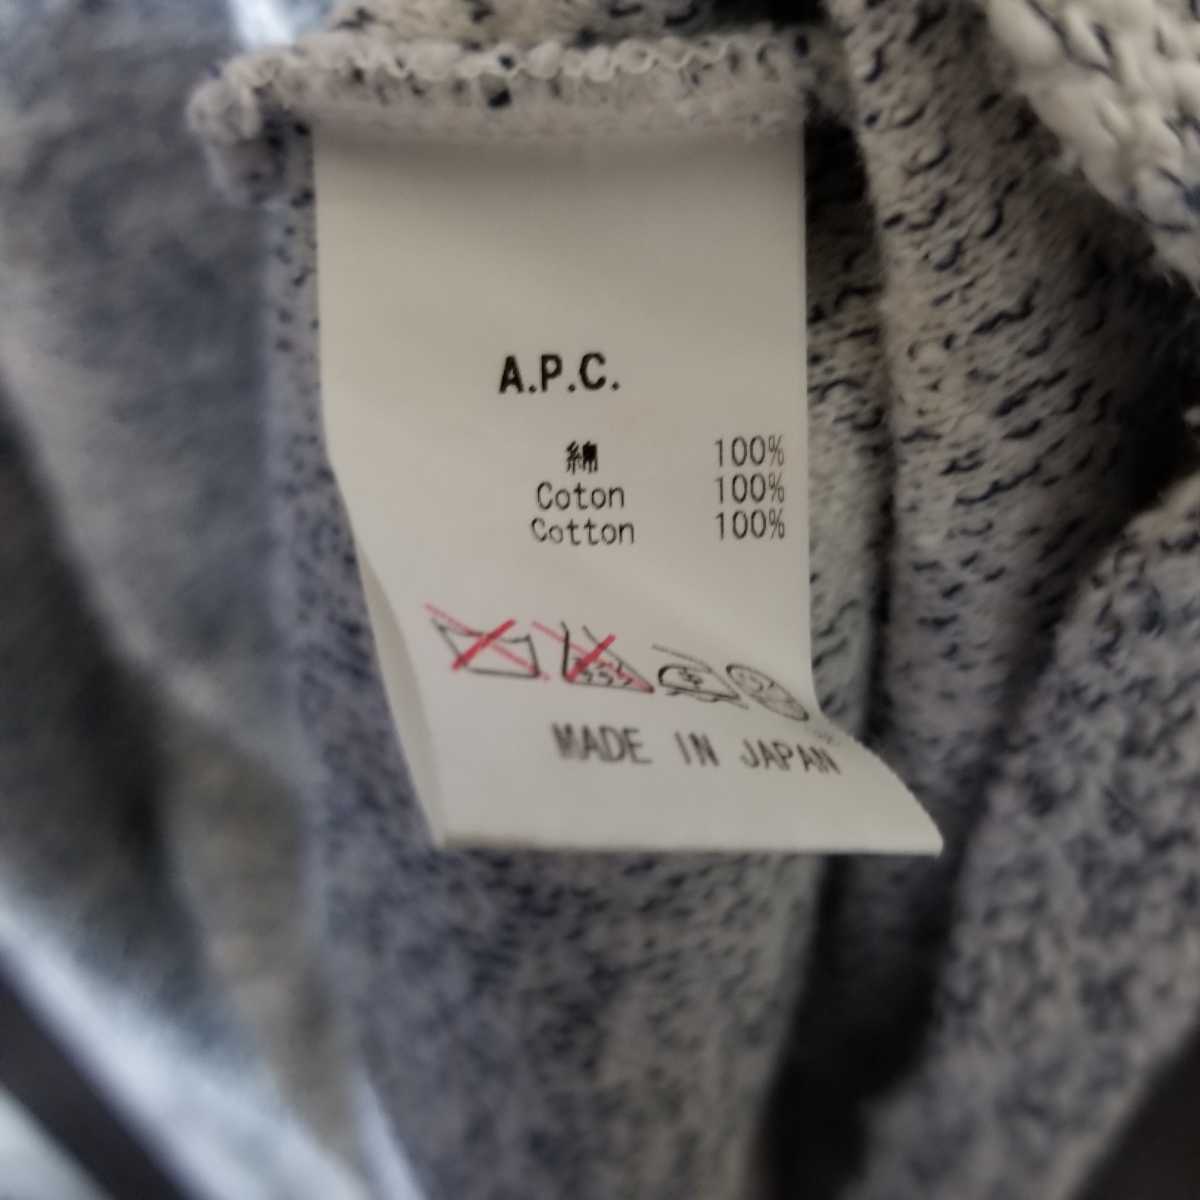 A.P.C.
綿 100%
Coton 100%
Cotton 100%
MADE IN JAPAN